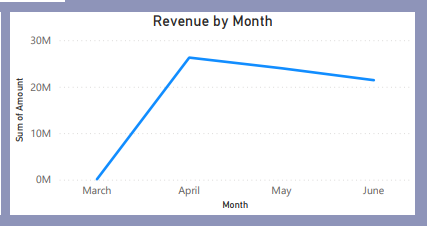 Revenue by Month
30M
20M
10M
0M
Sum of Amount
March April May June
Month